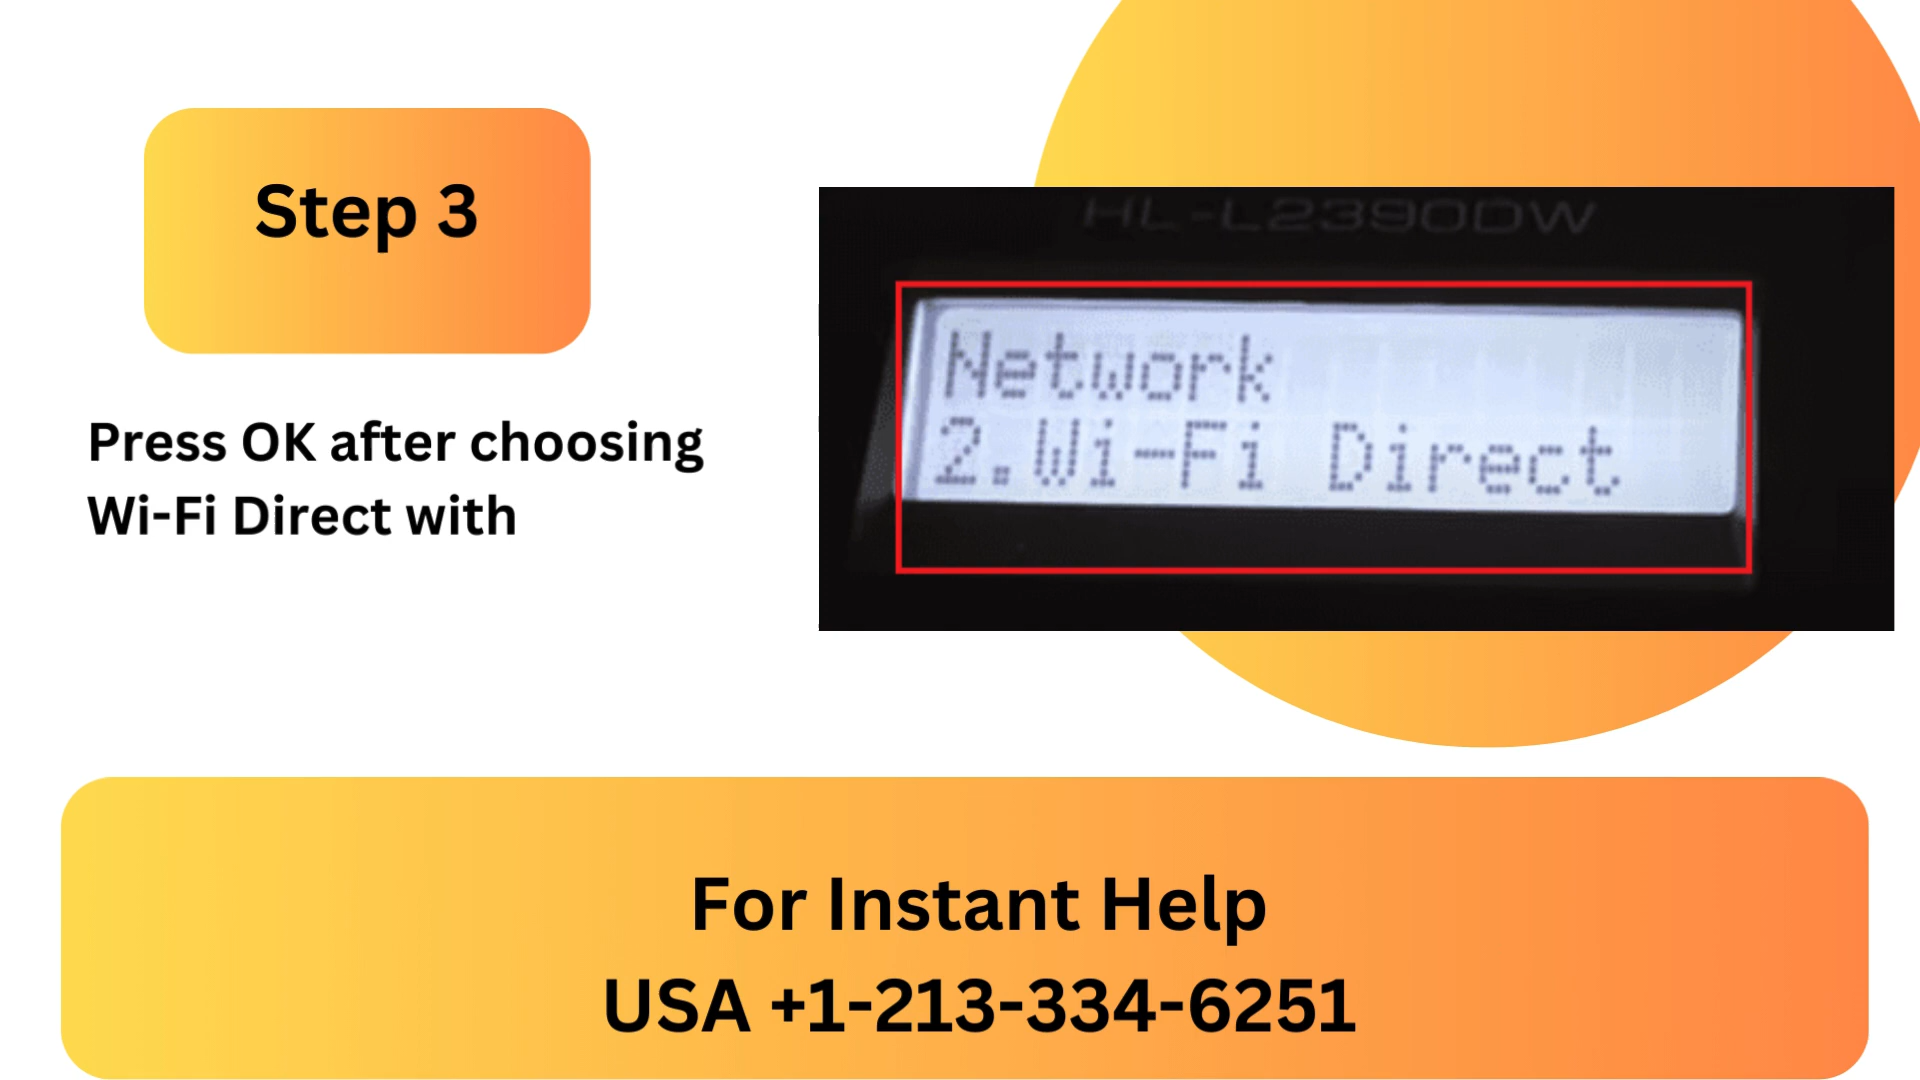 Step 3
Press OK after choosing
Wi-Fi Direct with
HL-L2390DW
Network
2.Wi-Fi Direct
For Instant Help
USA +1-213-334-6251